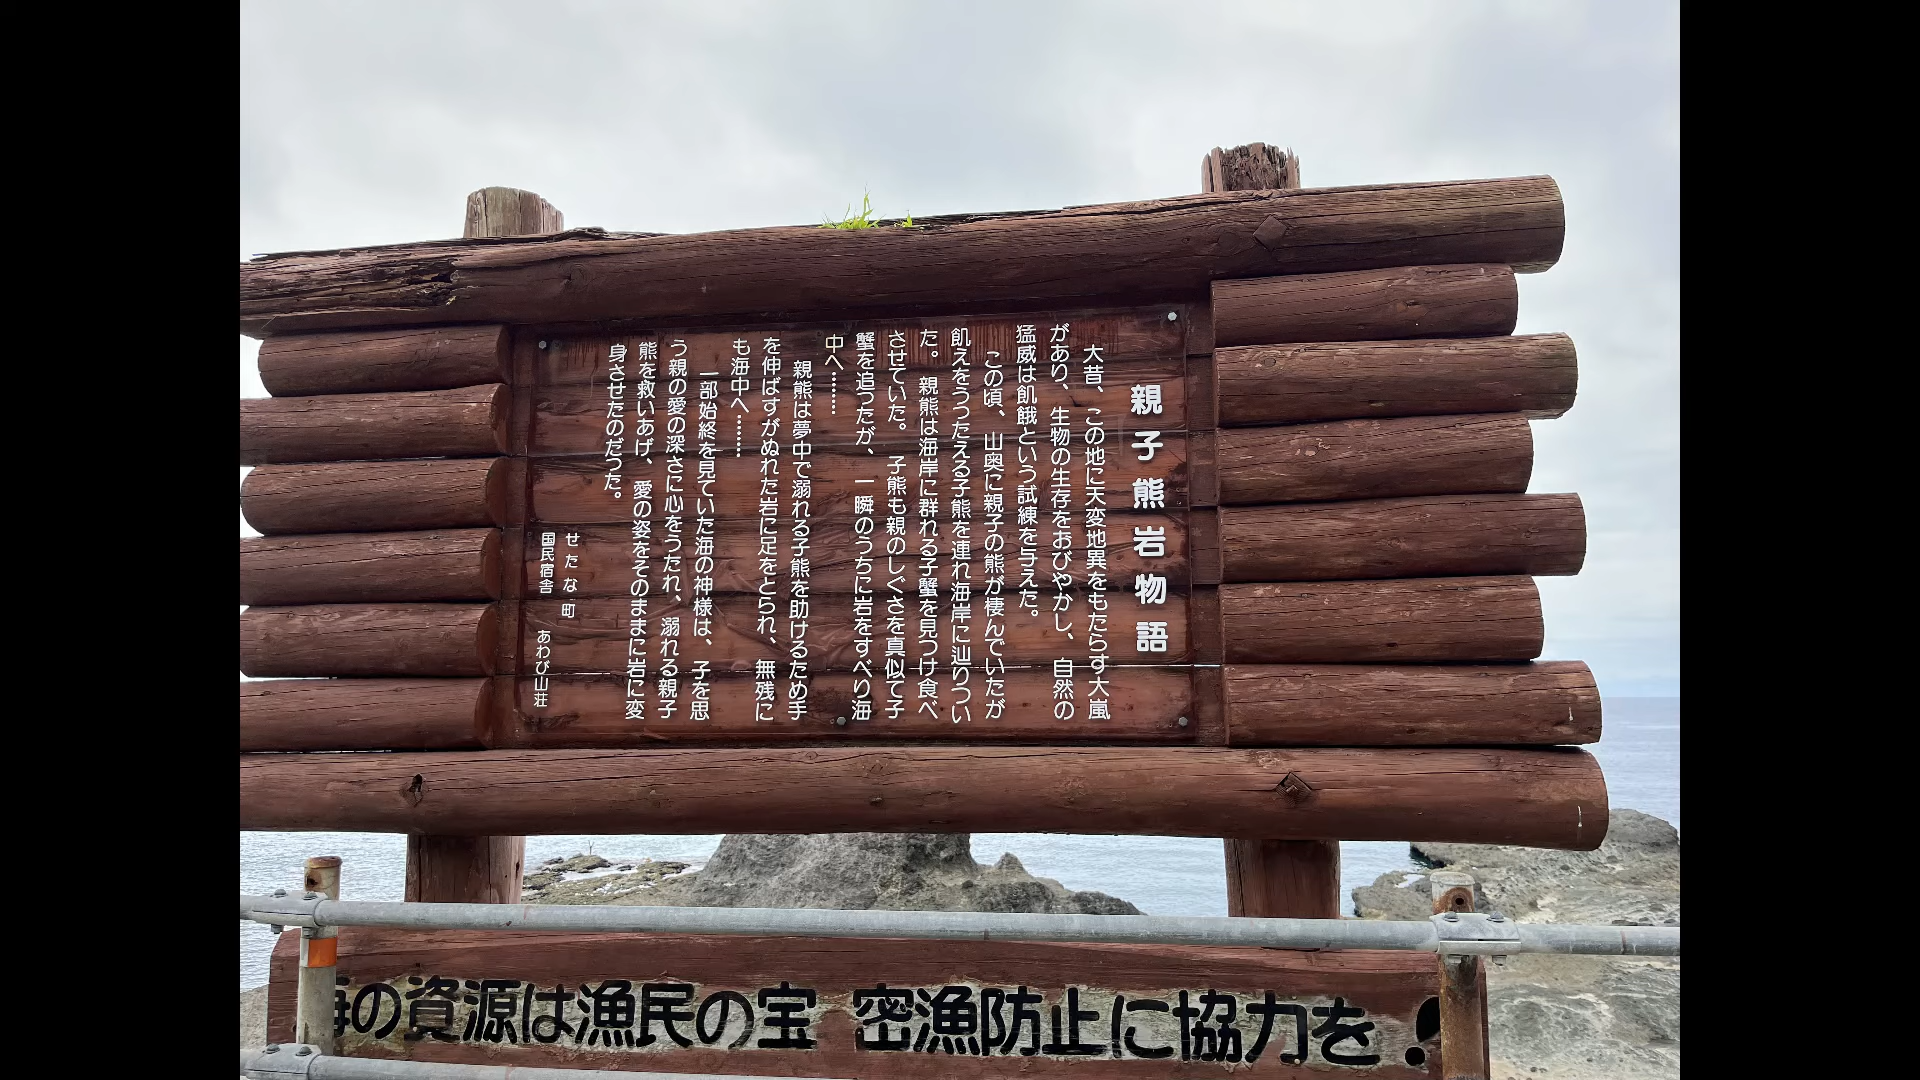 親子熊岩物語
大昔、この地に天変地異をもたらす大嵐
があり、生物の生存をおびやかし、自然の
猛威は飢餓という試練を与えた。
この頃、山奥に親子の熊が棲んでいたが
飢えをうったえる子熊を連れ海岸に辿りつい
た。親熊は海岸に群れる子蟹を見つけ食べ
させていた。子熊も親のしぐさを真似て子
蟹を追うたが、一瞬のうちに岩をすべり海
中へ………
親熊は夢中で溺れる子熊を助けるため手
を伸ばすがぬれた岩に足をとられ、無残に
も海中へ………
一部始終を見ていた海の神様は、子を思
う親の愛の深さに心をうたれ、溺れる親子
熊を救いあげ、愛の姿をそのままに岩に変
身させたのだった。
せたな町
国民宿舎 あわび山荘
海の資源は漁民の宝 密漁防止に協力を!